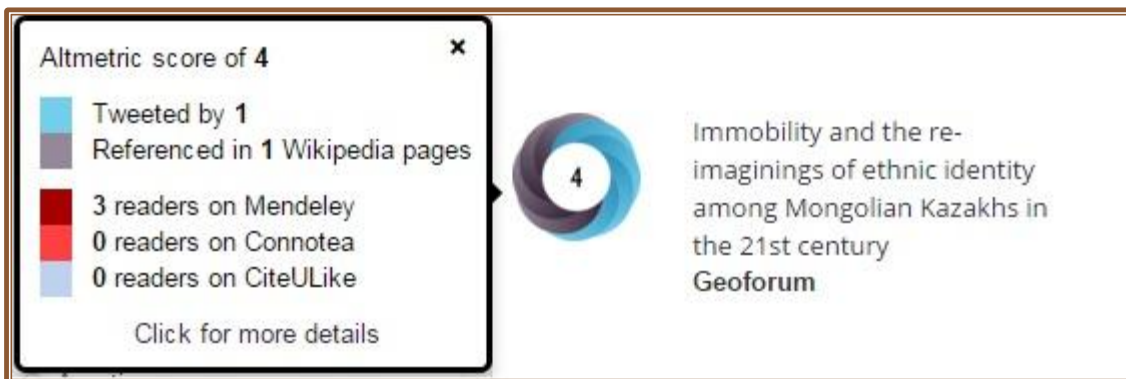 Altmetric score of 4
×
Tweeted by 1
Referenced in 1 Wikipedia pages
3 readers on Mendeley
0 readers on Connotea
0 readers on CiteULike
Click for more details
4
Immobility and the re-
imaginings of ethnic identity
among Mongolian Kazakhs in
the 21st century
Geoforum